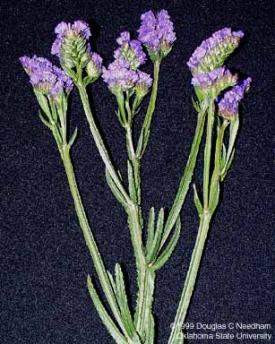 ©1999 Douglas C Needham
Oklahoma State University